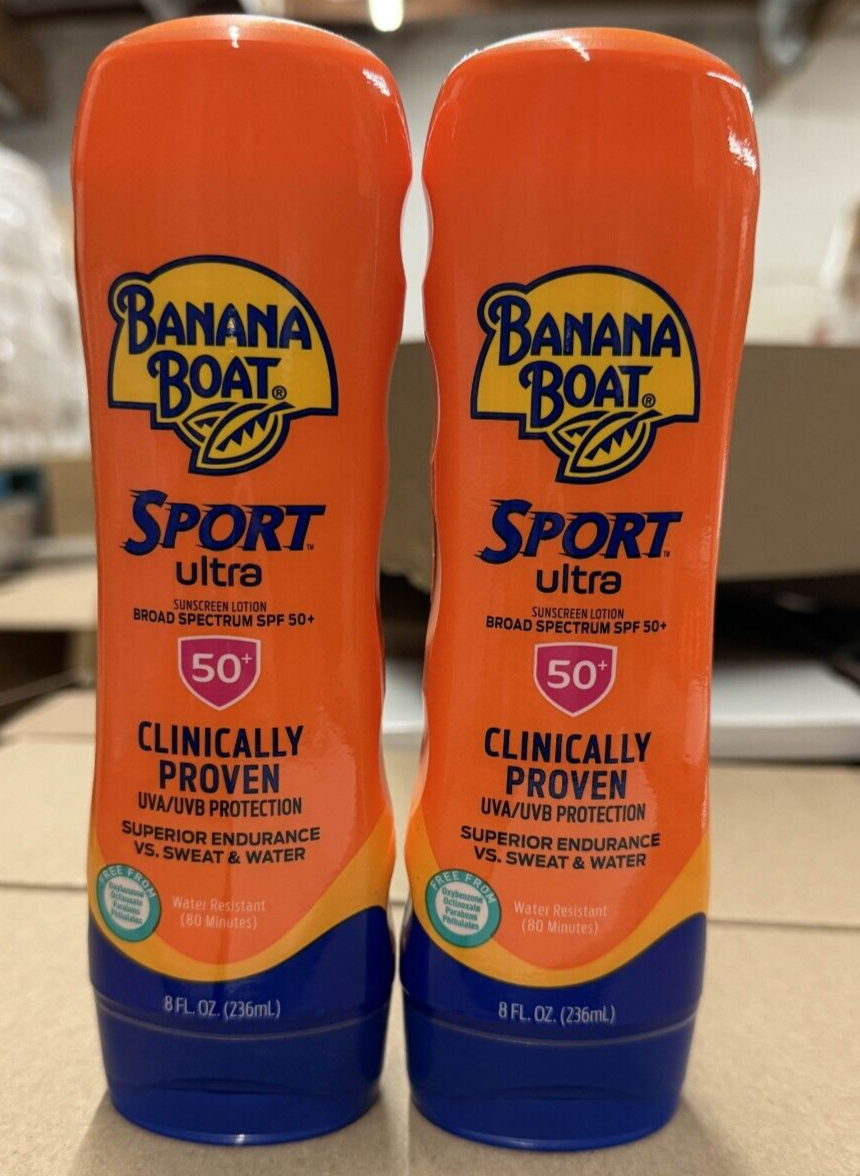 BANANA
BOAT®
SPORT™
ultra
SUNSCREEN LOTION
BROAD SPECTRUM SPF 50+
50+
CLINICALLY
PROVEN
UVA/UVB PROTECTION
SUPERIOR ENDURANCE
VS. SWEAT & WATER
FREE FROM
Oxybenzone
Octinoxate
Parabens
Phthalates
Water Resistant
(80 Minutes)
8 FL. OZ. (236mL)
BANANA
BOAT®
SPORT™
ultra
SUNSCREEN LOTION
BROAD SPECTRUM SPF 50+
50+
CLINICALLY
PROVEN
UVA/UVB PROTECTION
SUPERIOR ENDURANCE
VS. SWEAT & WATER
FREE FROM
Oxybenzone
Octinoxate
Parabens
Phthalates
Water Resistant
(80 Minutes)
8 FL. OZ. (236mL)